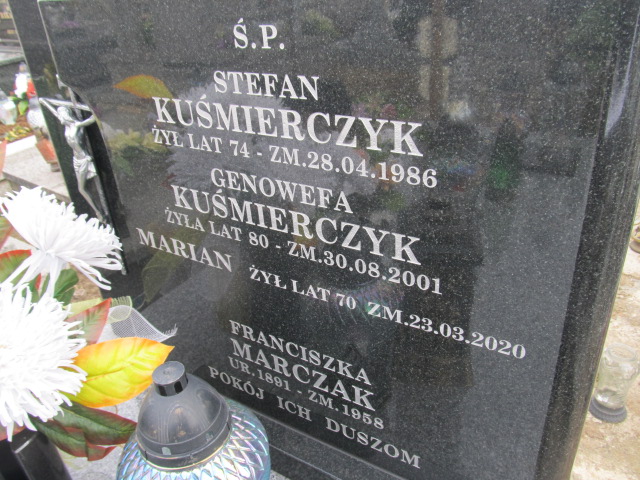 Ś.P.
STEFAN
KUŚMIERCZYK
ŻYŁ LAT 74 - ZM.28.04.1986
GENOWEFA
KUŚMIERCZYK
ŻYŁA LAT 80 - ZM.30.08.2001
MARIAN ŻYŁ LAT 70 ZM.23.03.2020
FRANCISZKA
MARCZAK
UR.1891 - ZM.1958
POKÓJ ICH DUSZOM